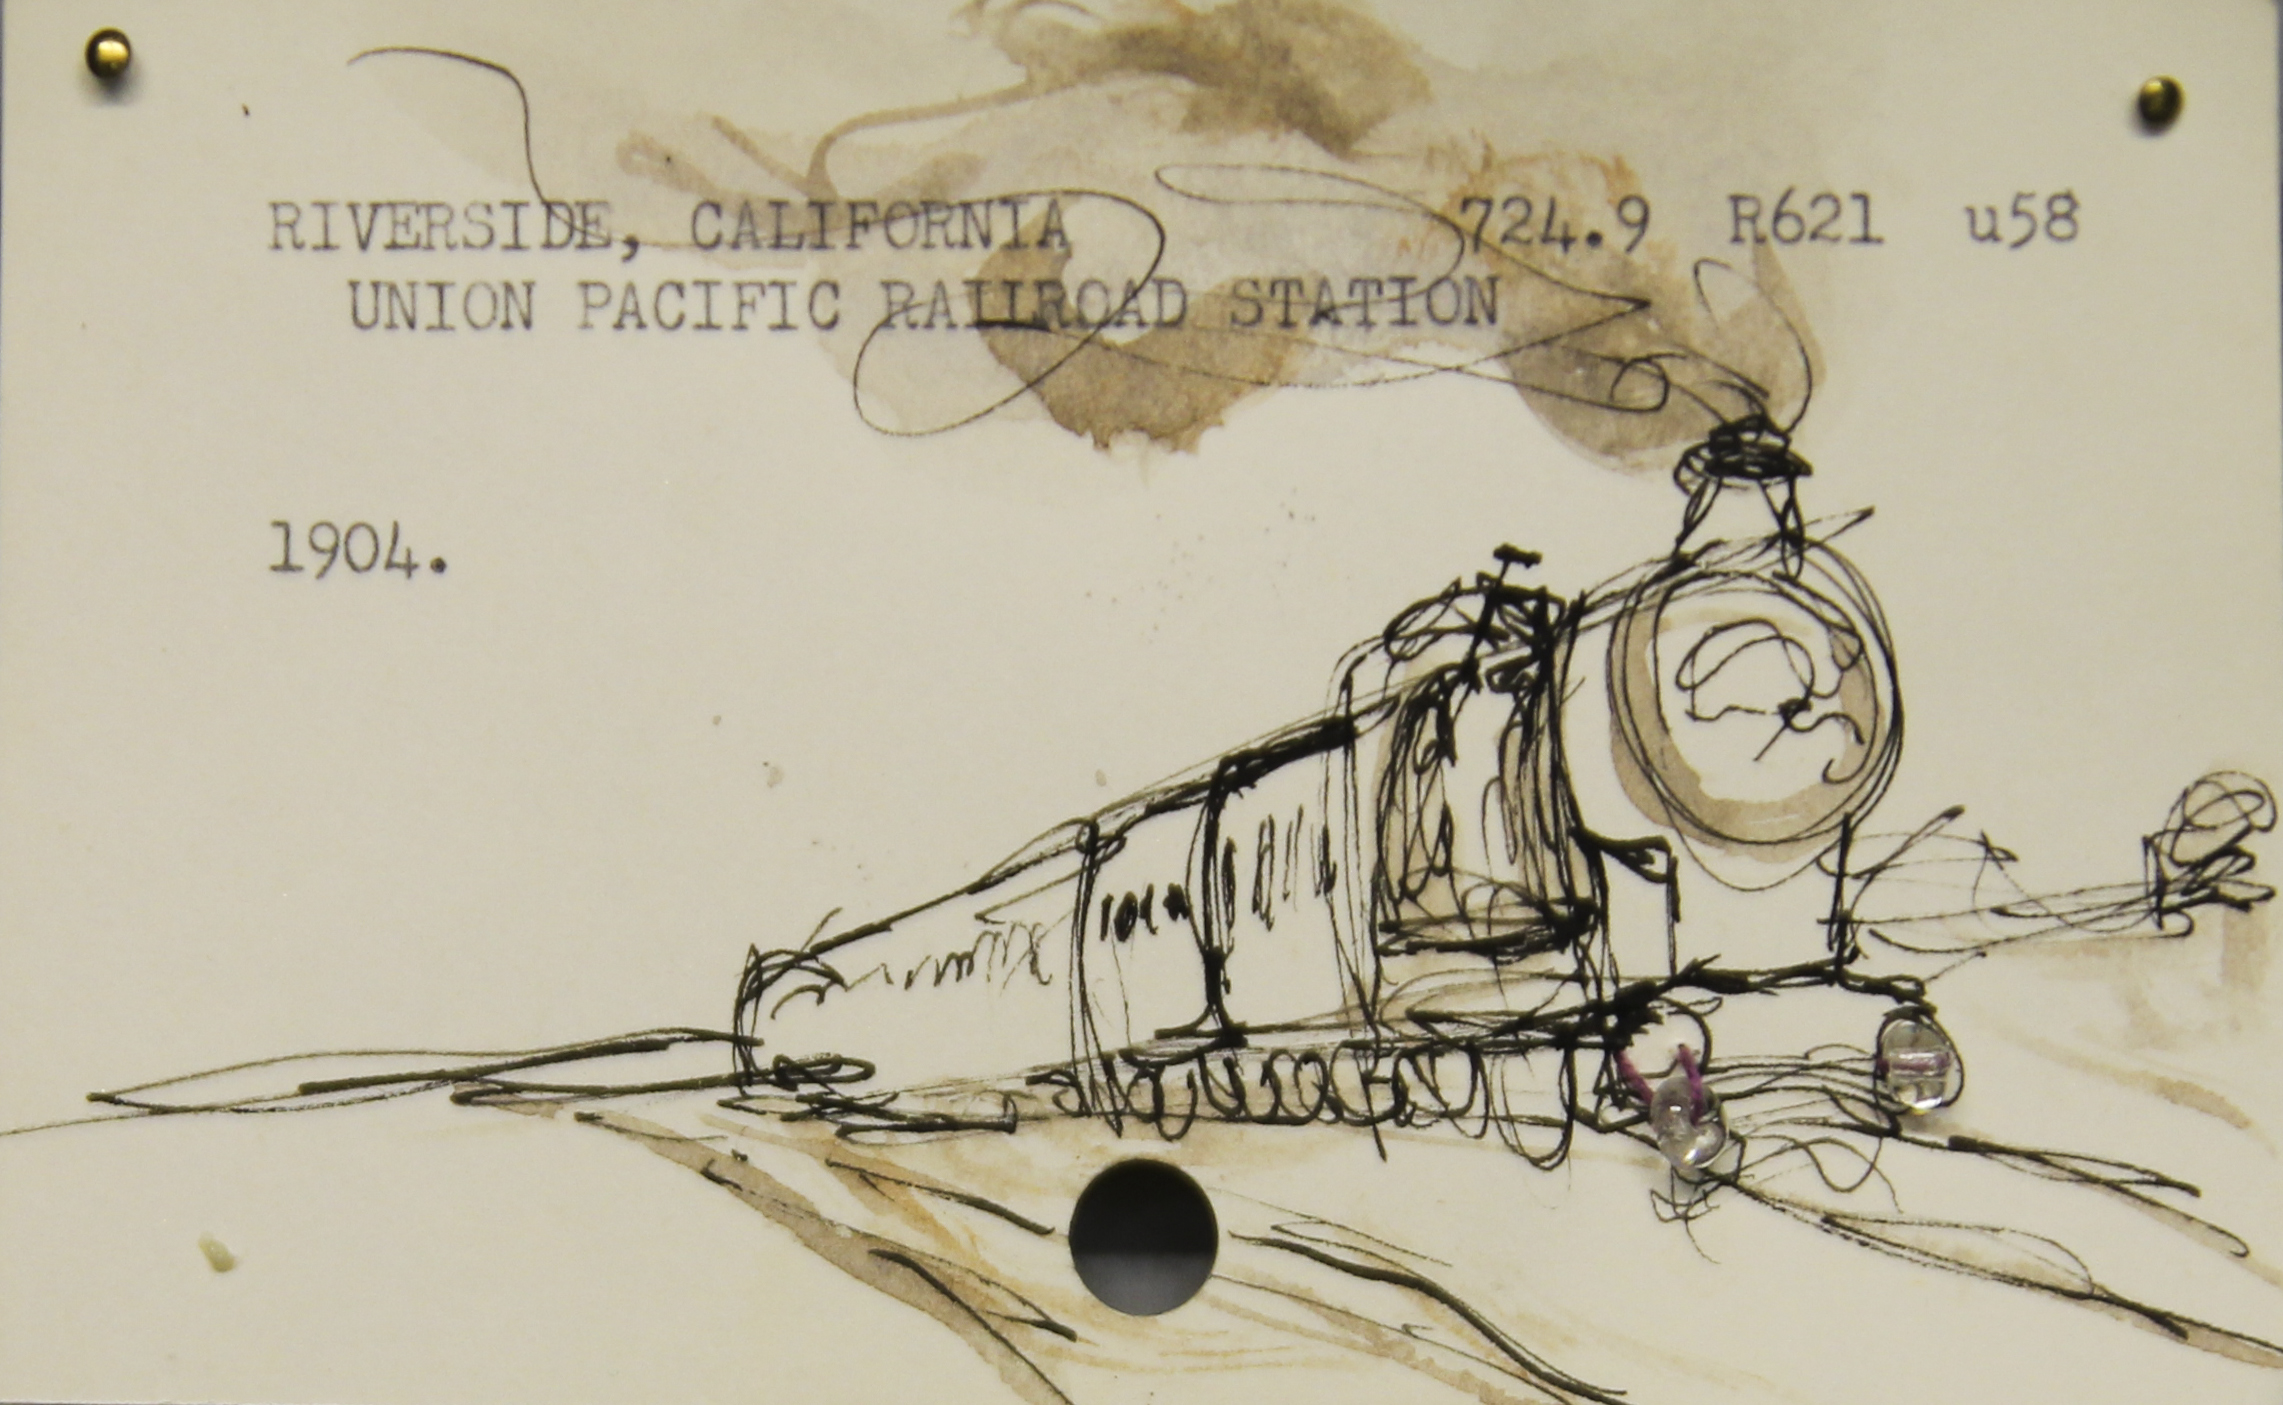 RIVERSIDE, CALIFORNIA 724.9 R621 u58
UNION PACIFIC RAILROAD STATION
1904.